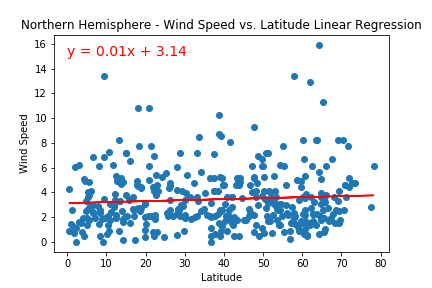 Northern Hemisphere - Wind Speed vs. Latitude Linear Regression
y = 0.01x + 3.14
16
14
12
10
8
6
4
2
0
Wind Speed
0 10 20 30 40 50 60 70 80
Latitude